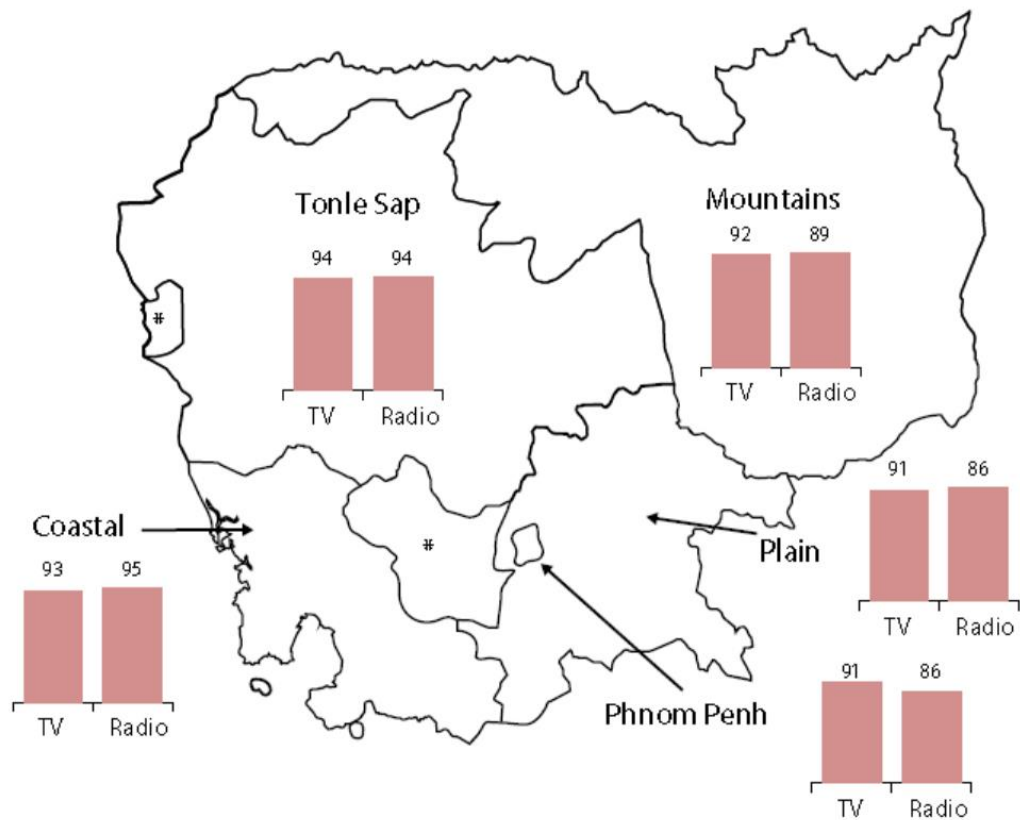 Tonle Sap
94 94
TV Radio
Mountains
92 89
TV Radio
*
*
Coastal
93 95
TV Radio
Plain
91 86
TV Radio
Phnom Penh
91 86
TV Radio